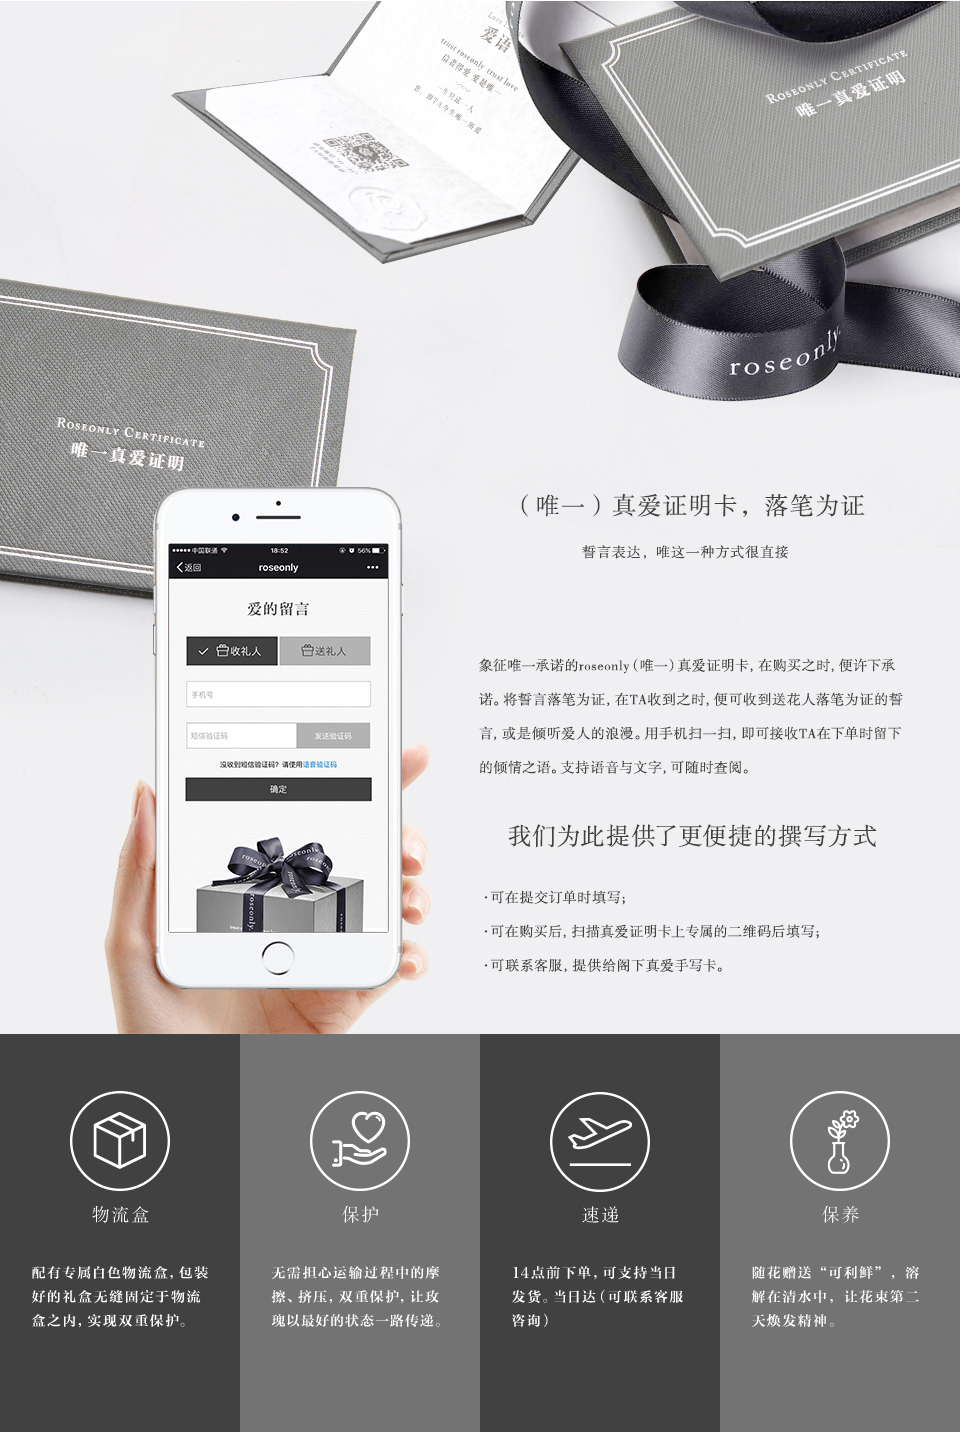 爱语
trust roseonly trust love
信者得爱 爱是唯一
一生只送一人
ROSEONLY CERTIFICATE
唯一真爱证明
roseonly.
ROSEONLY CERTIFICATE
唯一真爱证明
（唯一）真爱证明卡，落笔为证
誓言表达，唯这一种方式很直接
中国联通
18:52
56%
返回
roseonly
爱的留言
收礼人
送礼人
手机号
短信验证码
发送验证码
没收到短信验证码？请使用语音验证码
确定
roseonly
roseonly.
象征唯一承诺的roseonly（唯一）真爱证明卡，在购买之时，便许下承
诺。将誓言落笔为证，在TA收到之时，便可收到送花人落笔为证的誓
言，或是倾听爱人的浪漫。用手机扫一扫，即可接收TA在下单时留下
的倾情之语。支持语音与文字，可随时查阅。
我们为此提供了更便捷的撰写方式
·可在提交订单时填写；
·可在购买后，扫描真爱证明卡上专属的二维码后填写；
·可联系客服，提供给阁下真爱手写卡。
物流盒
配有专属白色物流盒，包装
好的礼盒无缝固定于物流
盒之内，实现双重保护。
保护
无需担心运输过程中的摩
擦、挤压，双重保护，让玫
瑰以最好的状态一路传递。
速递
14点前下单，可支持当日
发货。当日达（可联系客服
咨询）
保养
随花赠送“可利鲜”，溶
解在清水中，让花束第二
天焕发精神。